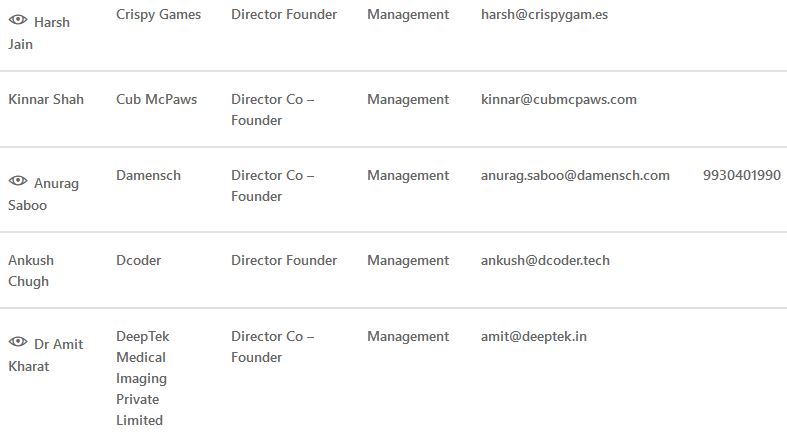 Harsh Jain Crispy Games Director Founder Management harsh@crispygam.es
Kinnar Shah Cub McPaws Director Co – Founder Management kinnar@cubmcpaws.com
Anurag Saboo Damensch Director Co – Founder Management anurag.saboo@damensch.com 9930401990
Ankush Chugh Dcoder Director Founder Management ankush@dcoder.tech
Dr Amit Kharat DeepTek Medical Imaging Private Limited Director Co – Founder Management amit@deeptek.in